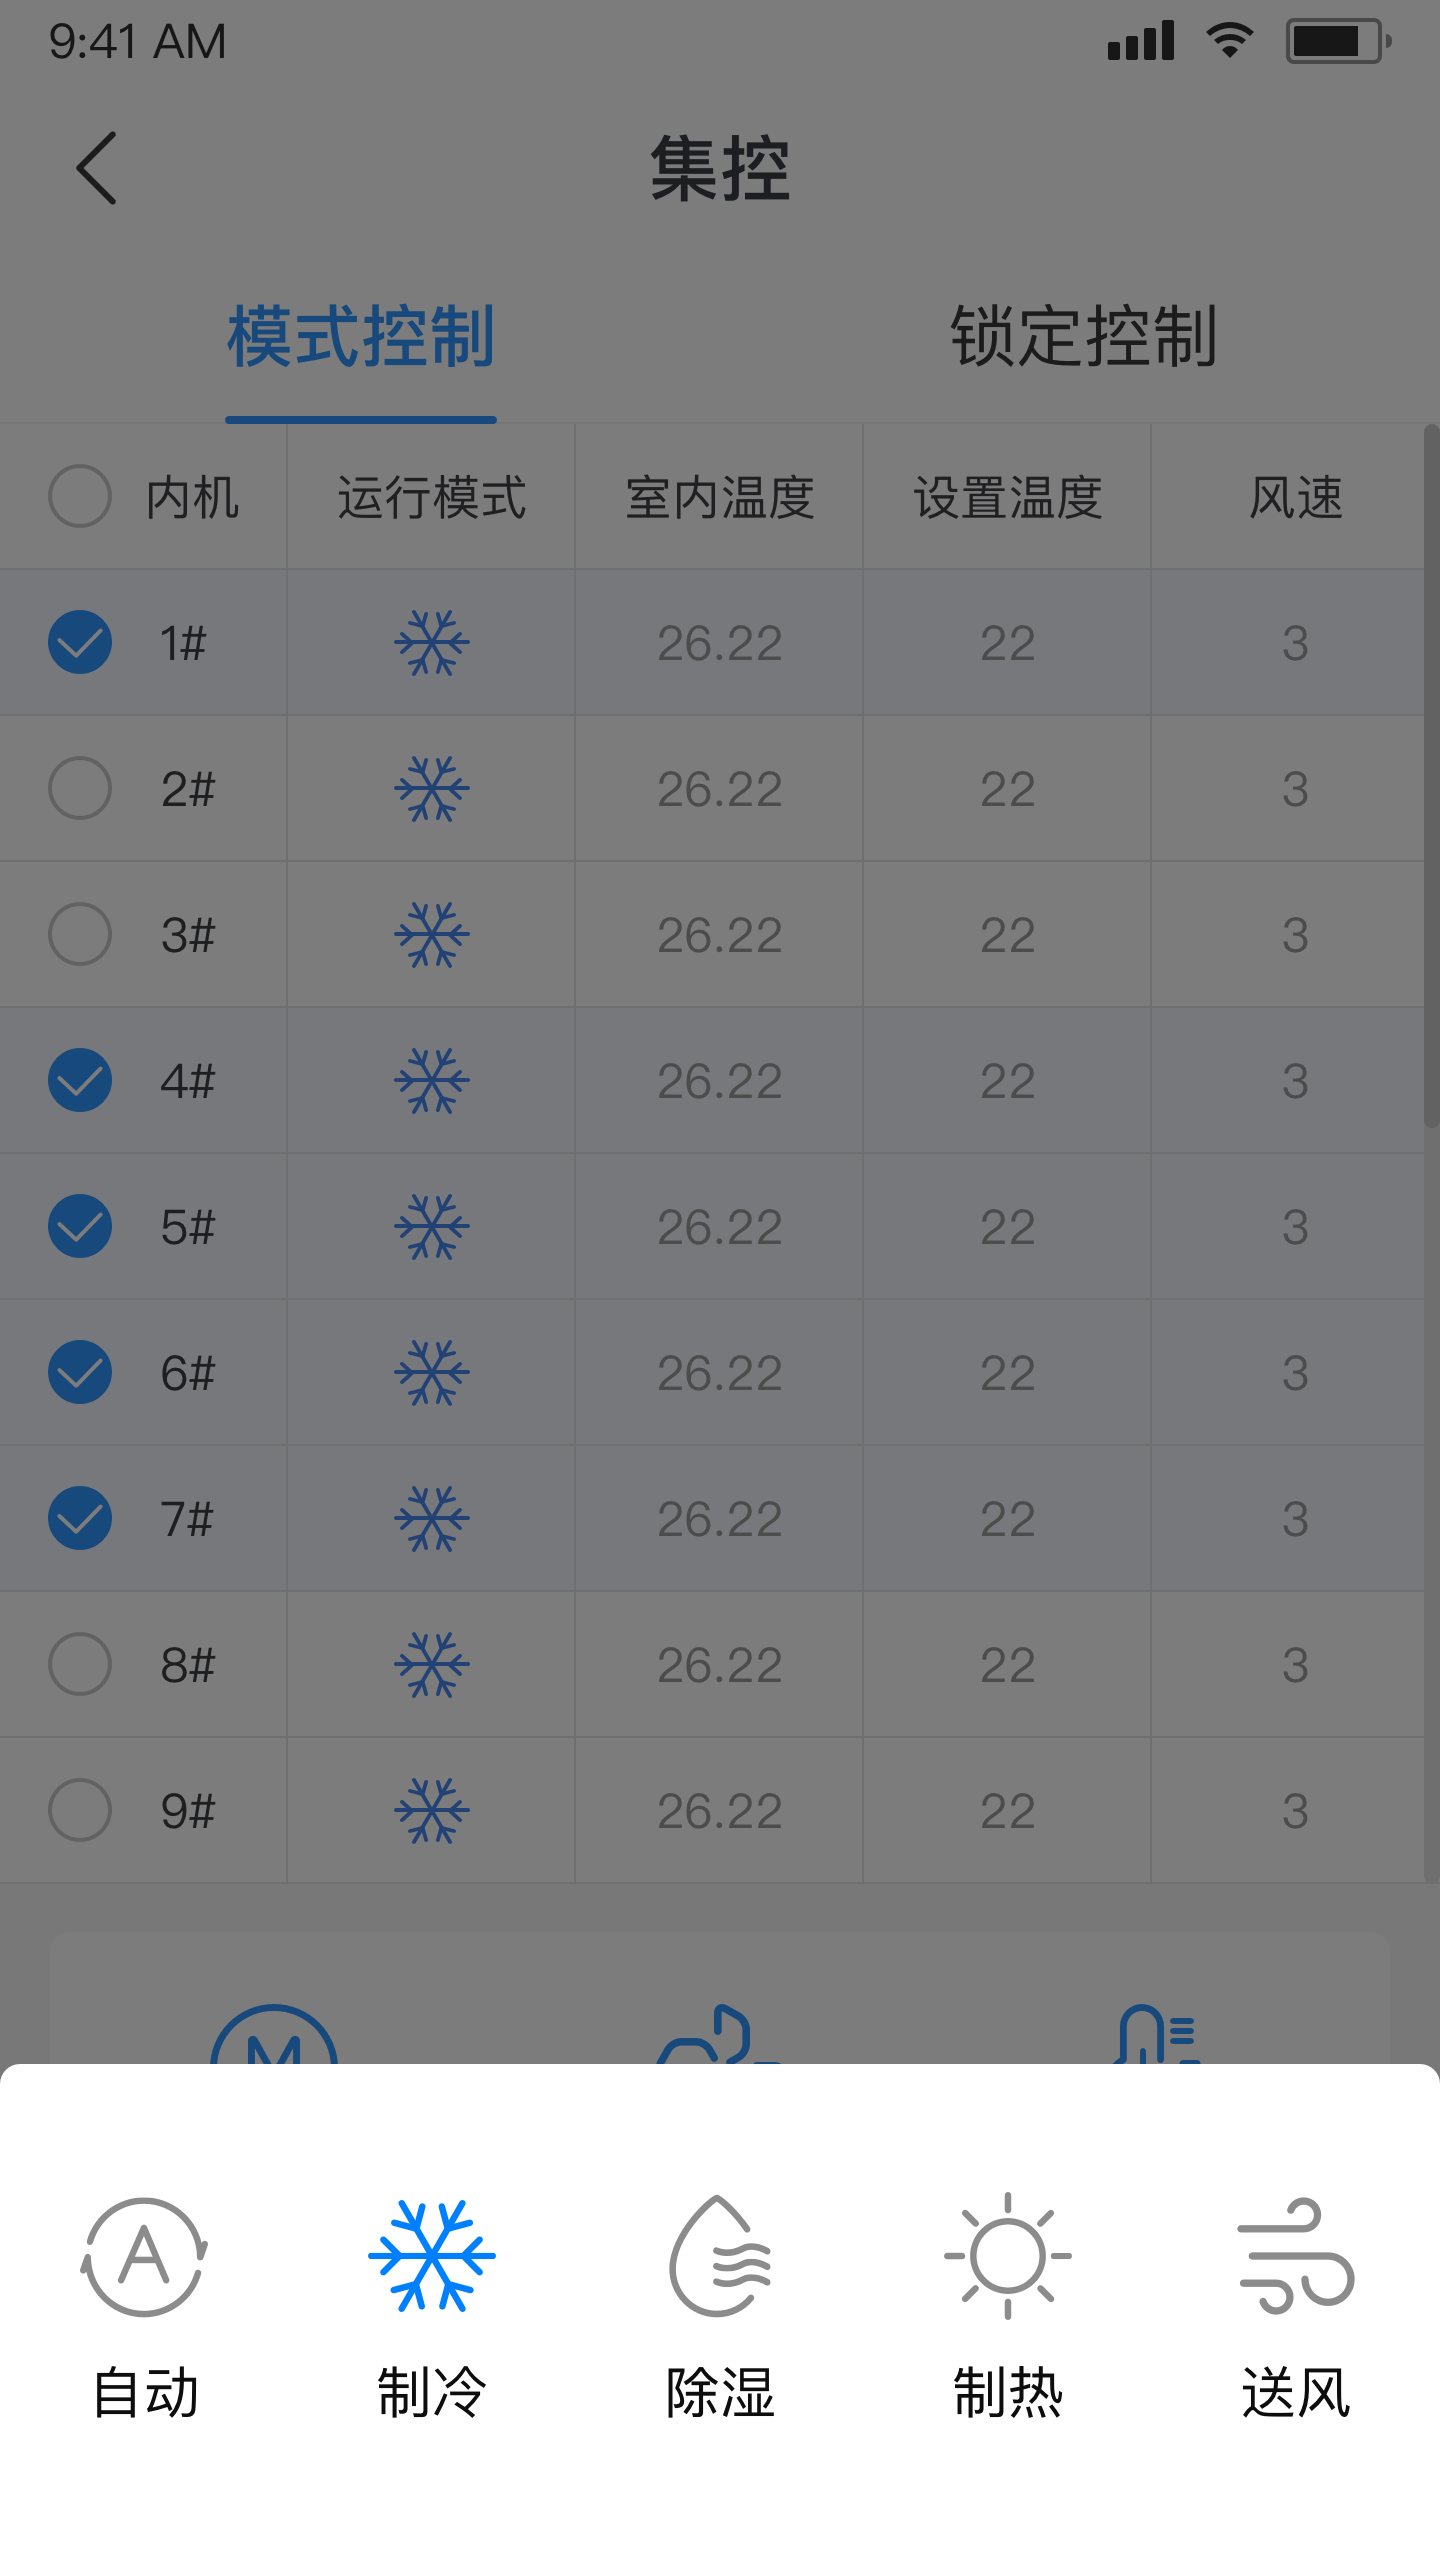 9:41 AM
集控
模式控制 锁定控制
内机 运行模式 室内温度 设置温度 风速
1# 26.22 22 3
2# 26.22 22 3
3# 26.22 22 3
4# 26.22 22 3
5# 26.22 22 3
6# 26.22 22 3
7# 26.22 22 3
8# 26.22 22 3
9# 26.22 22 3
M
A
自动 制冷 除湿 制热 送风